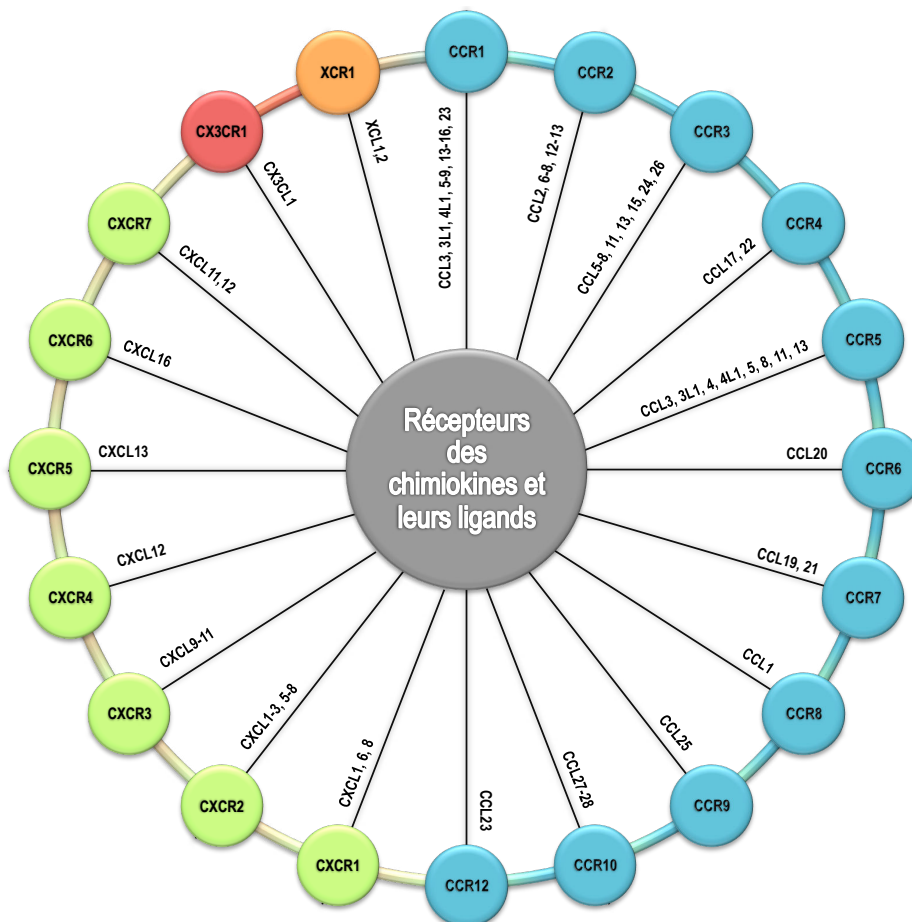 Récepteurs
des
chimiokines et
leurs ligands
CCR1
CCL3, 3L1, 4L1, 5-9, 13-16, 23
CCR2
CCL2, 6-8, 12-13
CCR3
CCL5-8, 11, 13, 15, 24, 26
CCR4
CCL17, 22
CCR5
CCL3, 3L1, 4, 4L1, 5, 8, 11, 13
CCR6
CCL20
CCR7
CCL19, 21
CCR8
CCL1
CCR9
CCL25
CCR10
CCL27-28
CCR12
CCL23
CXCR1
CXCL1, 6, 8
CXCR2
CXCL1-3, 5-8
CXCR3
CXCL9-11
CXCR4
CXCL12
CXCR5
CXCL13
CXCR6
CXCL16
CXCR7
CXCL11,12
CX3CR1
CX3CL1
XCR1
XCL1,2